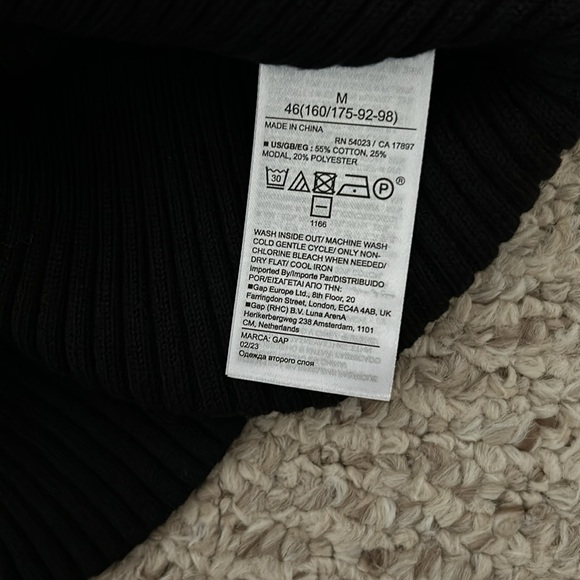 M
46(160/175-92-98)
MADE IN CHINA
RN 54023 / CA 17897
■ US/GB/EG : 55% COTTON, 25%
MODAL, 20% POLYESTER
30 P ®
1166
WASH INSIDE OUT/ MACHINE WASH
COLD GENTLE CYCLE/ ONLY NON-
CHLORINE BLEACH WHEN NEEDED/
DRY FLAT/ COOL IRON
Imported By/Importe Par/DISTRIBUIDO
POR/ΕΙΣΑΓΕΤΑΙ ΑΠΟ ΤΗΝ:
■Gap Europe Ltd., 6th Floor, 20
Farringdon Street, London, EC4A 4AB, UK
■Gap (RHC) B.V. Luna ArenA
Herikerbergweg 238 Amsterdam, 1101
CM, Netherlands
MARCA: GAP
02/23
Одежда второго слоя